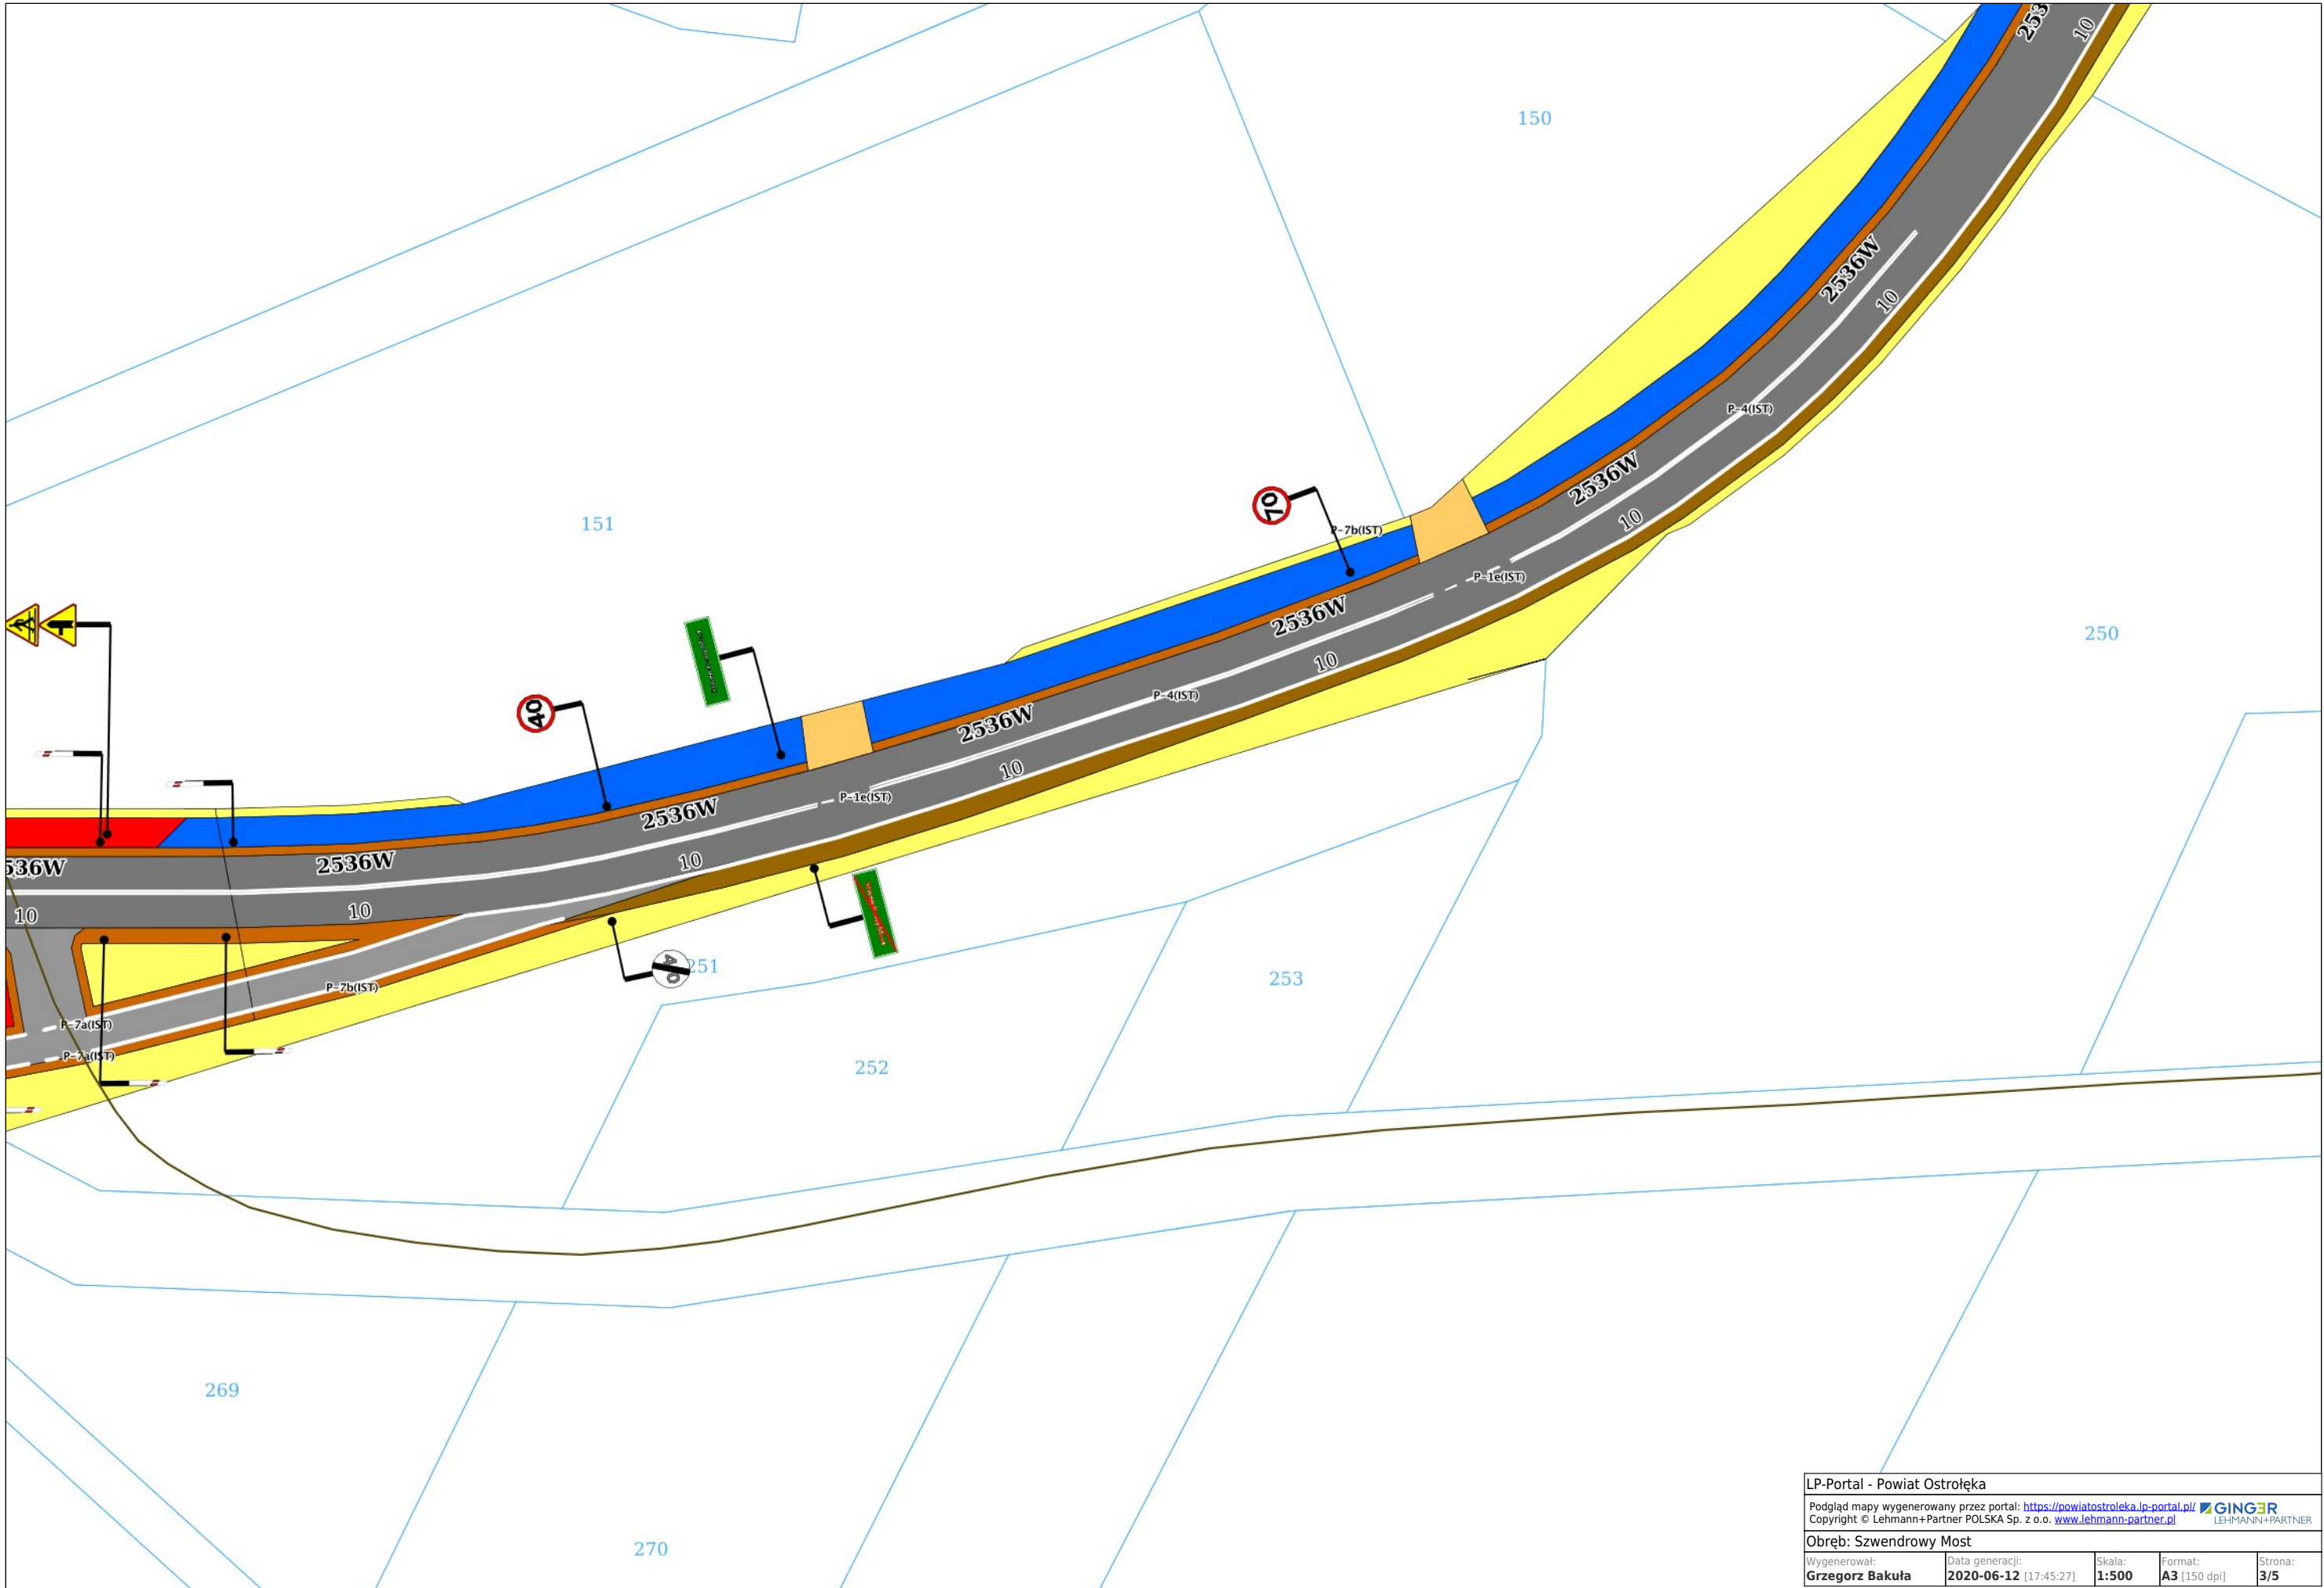 253
10
150
2536W
10
P-4(IST)
2536W
10
70
P-7b(IST)
151
P-1e(IST)
2536W
10
250
P-4(IST)
40
2536W
10
P-1e(IST)
2536W
10
536W
2536W
10
10
40
251
253
P-7b(IST)
P-7a(IST)
P-7a(IST)
252
269
270
LP-Portal - Powiat Ostrołęka
Podgląd mapy wygenerowany przez portal: https://powiatostroleka.lp-portal.pl/
Copyright © Lehmann+Partner POLSKA Sp. z o.o. www.lehmann-partner.pl
GINGER
LEHMANN+PARTNER
Obręb: Szwendrowy Most
Wygenerował: Data generacji: Skala: Format: Strona:
Grzegorz Bakuła 2020-06-12 [17:45:27] 1:500 A3 [150 dpi] 3/5